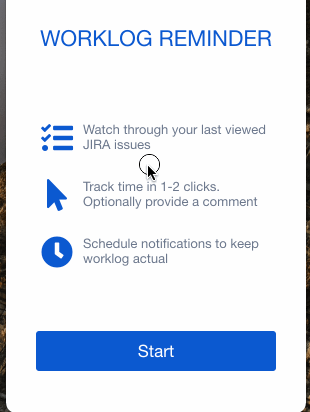 WORKLOG REMINDER
Watch through your last viewed
JIRA issues
Track time in 1-2 clicks.
Optionally provide a comment
Schedule notifications to keep
worklog actual
Start